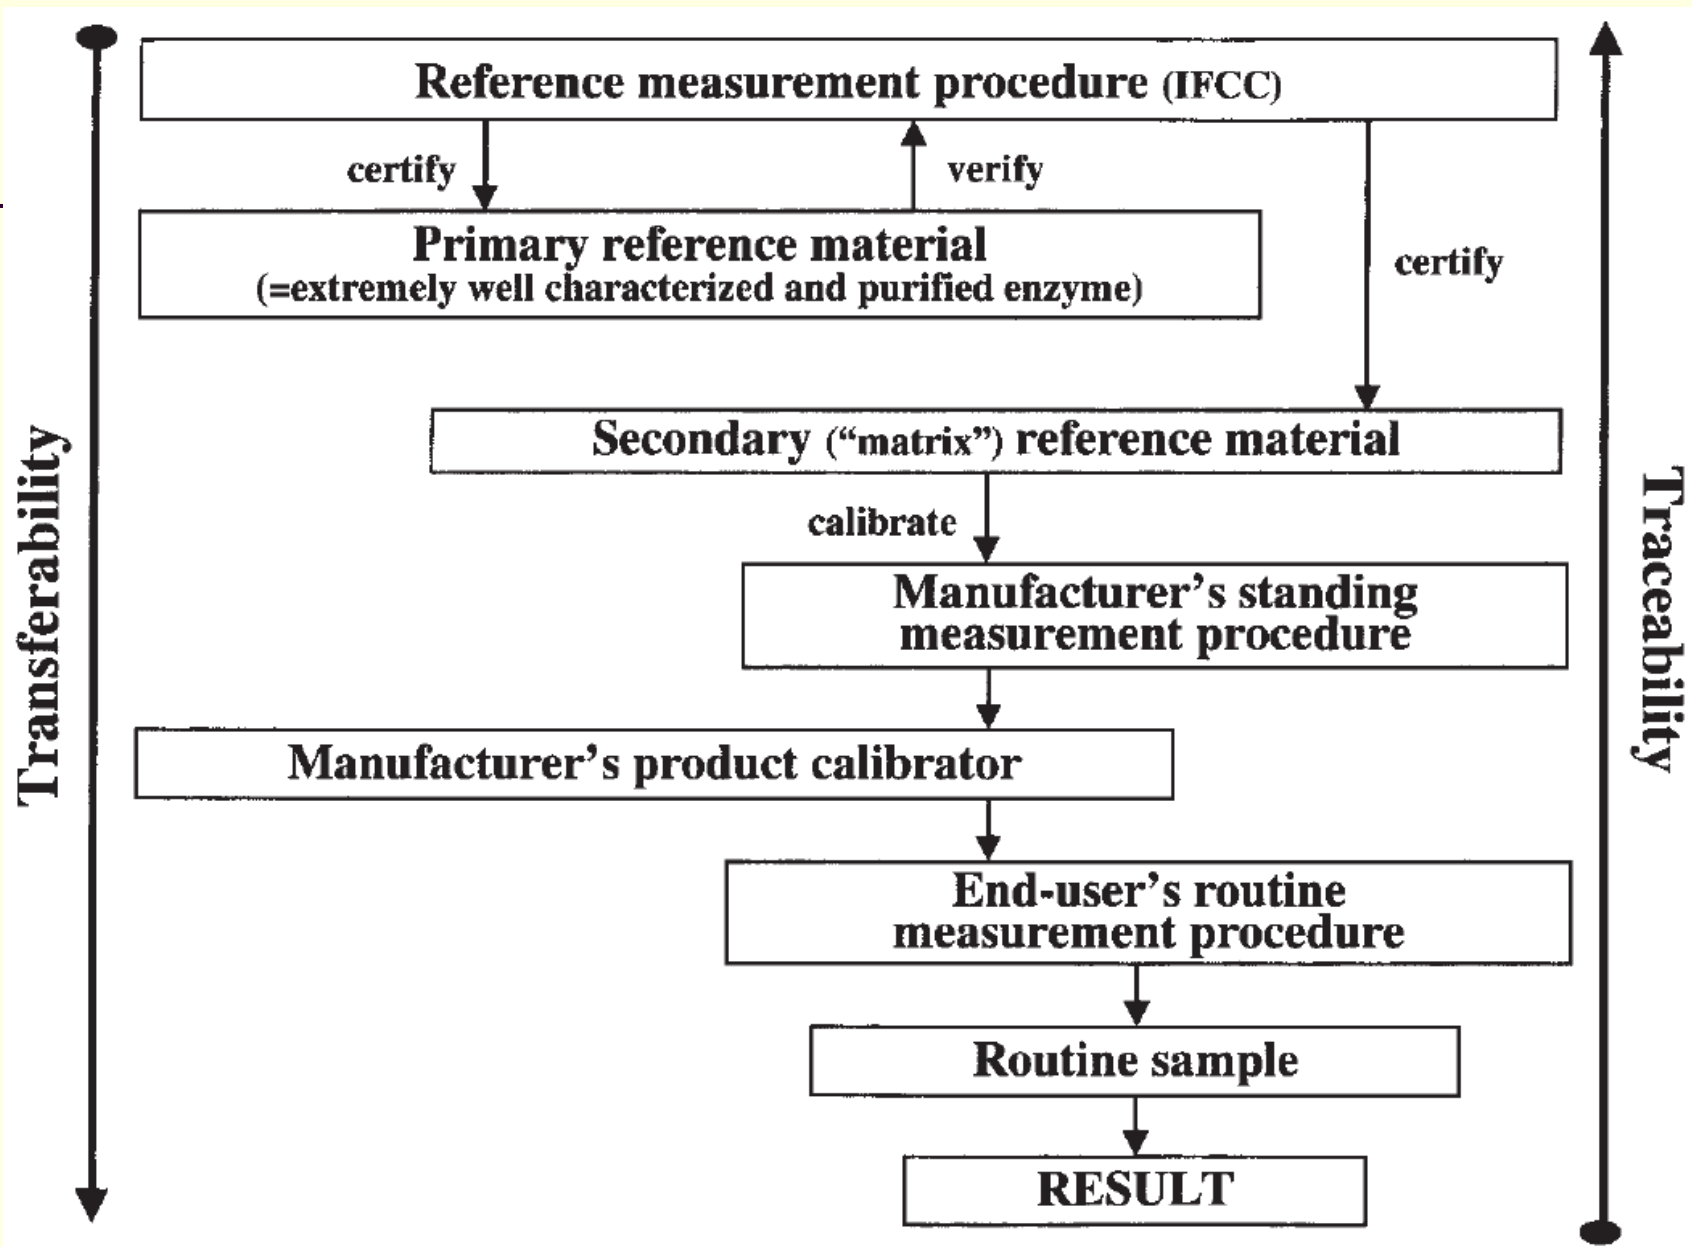 Reference measurement procedure (IFCC)
certify
verify
Primary reference material
(=extremely well characterized and purified enzyme)
certify
Secondary (“matrix”) reference material
calibrate
Manufacturer’s standing
measurement procedure
Manufacturer’s product calibrator
End-user’s routine
measurement procedure
Routine sample
RESULT
Transferability
Traceability